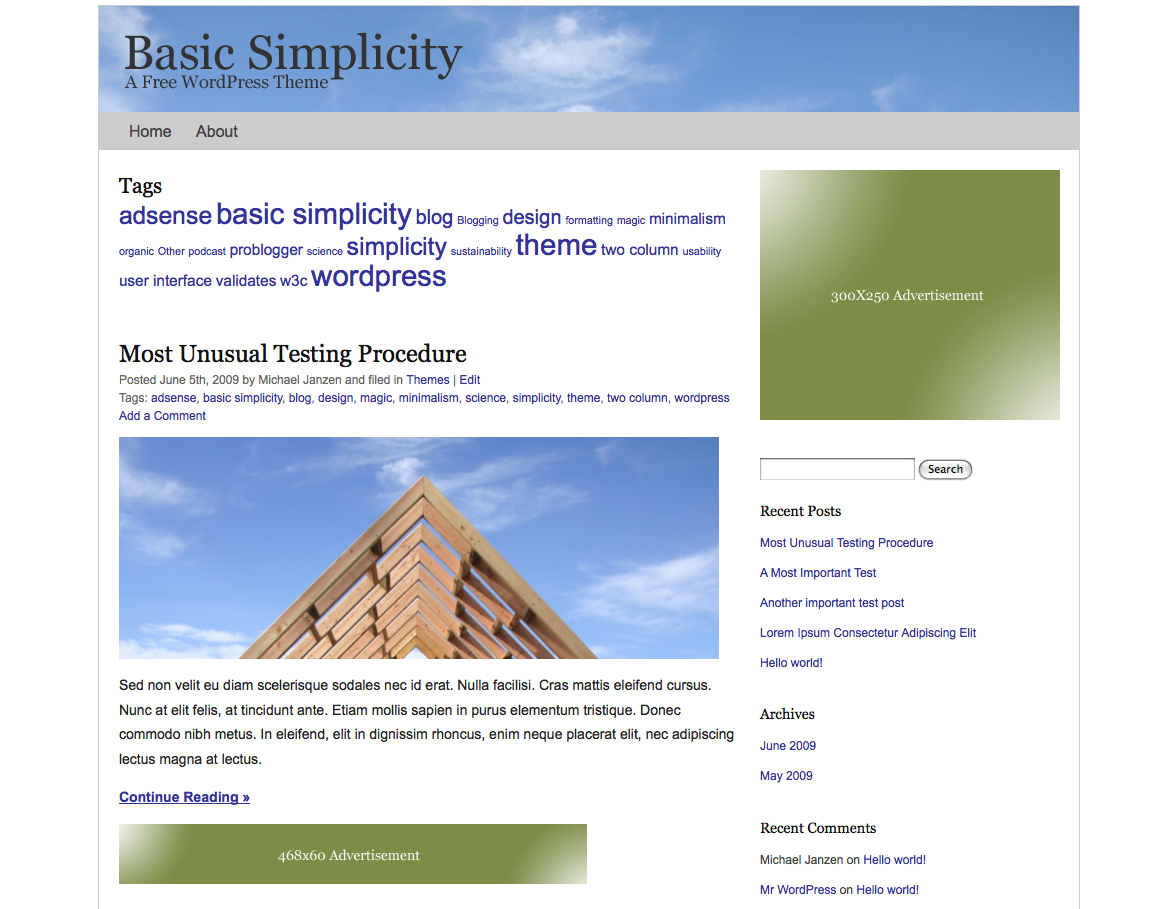 Basic Simplicity
A Free WordPress Theme
Home About
Tags
adsense basic simplicity blog Blogging design formatting magic minimalism
organic Other podcast problogger science simplicity sustainability theme two column usability
user interface validates w3c wordpress
Most Unusual Testing Procedure
Posted June 5th, 2009 by Michael Janzen and filed in Themes | Edit
Tags: adsense, basic simplicity, blog, design, magic, minimalism, science, simplicity, theme, two column, wordpress
Add a Comment
Sed non velit eu diam scelerisque sodales nec id erat. Nulla facilisi. Cras mattis eleifend cursus.
Nunc at elit felis, at tincidunt ante. Etiam mollis sapien in purus elementum tristique. Donec
commodo nibh metus. In eleifend, elit in dignissim rhoncus, enim neque placerat elit, nec adipiscing
lectus magna at lectus.
Continue Reading »
468x60 Advertisement
300X250 Advertisement
Search
Recent Posts
Most Unusual Testing Procedure
A Most Important Test
Another important test post
Lorem Ipsum Consectetur Adipiscing Elit
Hello world!
Archives
June 2009
May 2009
Recent Comments
Michael Janzen on Hello world!
Mr WordPress on Hello world!